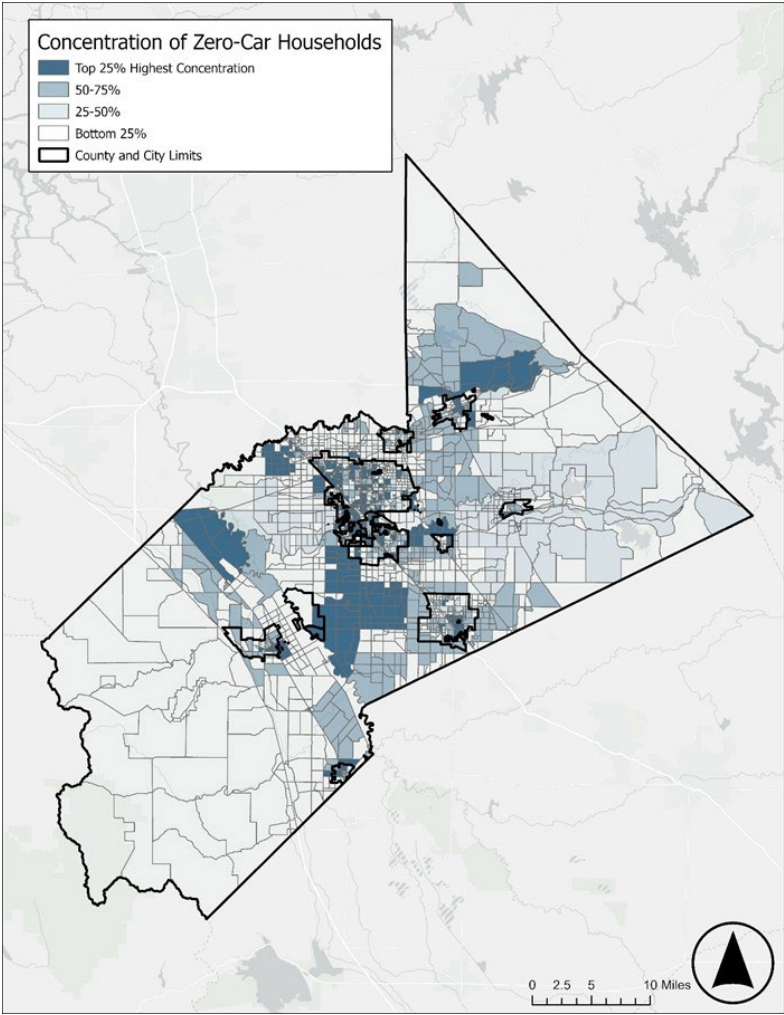 Concentration of Zero-Car Households
Top 25% Highest Concentration
50-75%
25-50%
Bottom 25%
County and City Limits
0 2.5 5 10 Miles